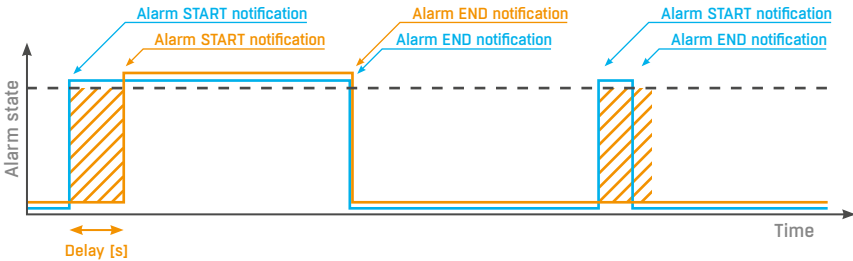 Alarm START notification
Alarm START notification
Alarm END notification
Alarm END notification
Alarm START notification
Alarm END notification
Alarm state
Time
Delay [s]